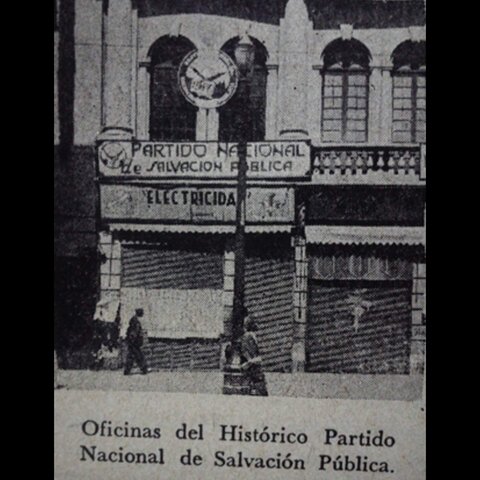 PARTIDO NACIONAL
de SALVACION PUBLICA
ELECTRICIDA
Oficinas del Histórico Partido
Nacional de Salvación Pública.